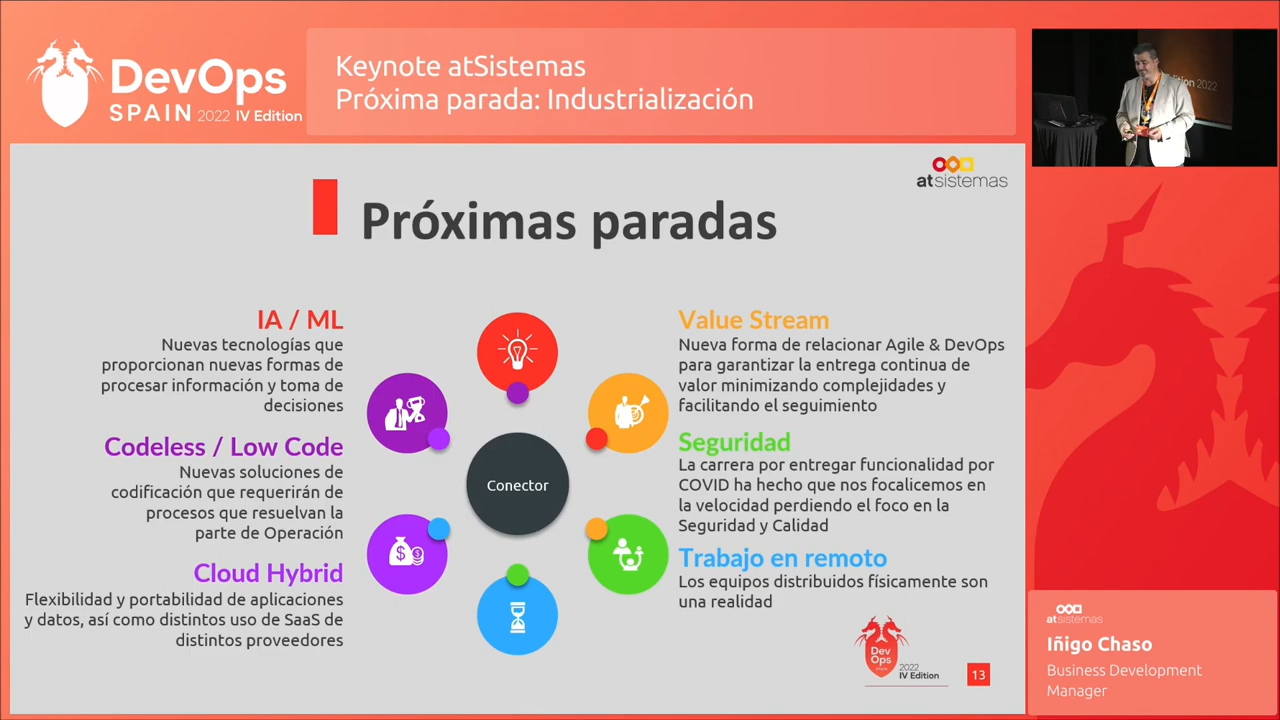 DevOps
SPAIN 2022 IV Edition
Keynote atSistemas
Próxima parada: Industrialización
atsistemas
Próximas paradas
IA / ML
Nuevas tecnologías que
proporcionan nuevas formas de
procesar información y toma de
decisiones
Codeless / Low Code
Nuevas soluciones de
codificación que requerirán de
procesos que resuelvan la
parte de Operación
Cloud Hybrid
Flexibilidad y portabilidad de aplicaciones
y datos, así como distintos uso de SaaS de
distintos proveedores
Conector
Value Stream
Nueva forma de relacionar Agile & DevOps
para garantizar la entrega continua de
valor minimizando complejidades y
facilitando el seguimiento
Seguridad
La carrera por entregar funcionalidad por
COVID ha hecho que nos focalicemos en
la velocidad perdiendo el foco en la
Seguridad y Calidad
Trabajo en remoto
Los equipos distribuidos físicamente son
una realidad
Dev
Ops
2022
IV Edition
13
atsistemas
Iñigo Chaso
Business Development
Manager